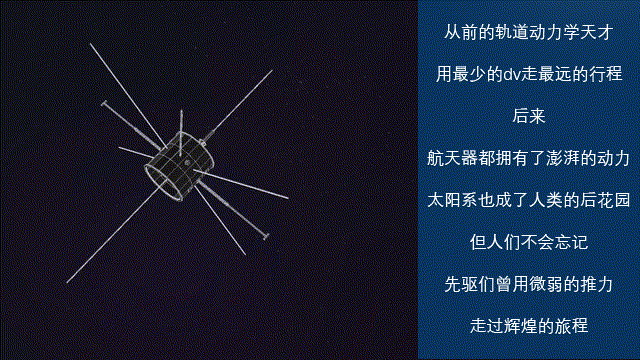 从前的轨道动力学天才
用最少的dv走最远的行程
后来
航天器都拥有了澎湃的动力
太阳系也成了人类的后花园
但人们不会忘记
先驱们曾用微弱的推力
走过辉煌的旅程